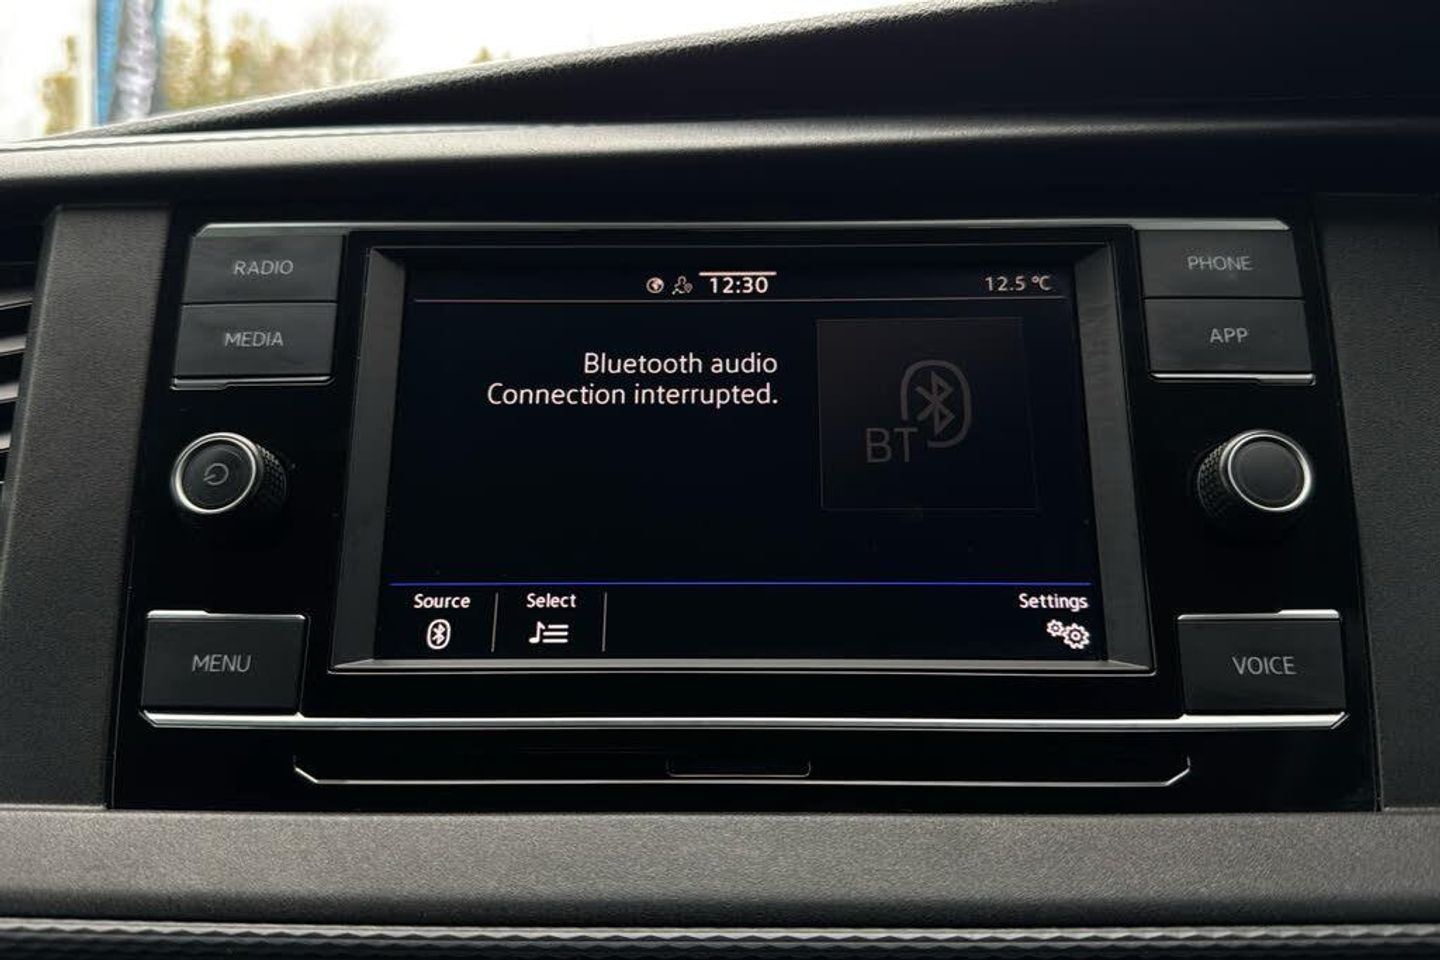 RADIO
MEDIA
MENU
12:30
12.5 °C
Bluetooth audio
Connection interrupted.
BT
Source
Select
Settings
PHONE
APP
VOICE